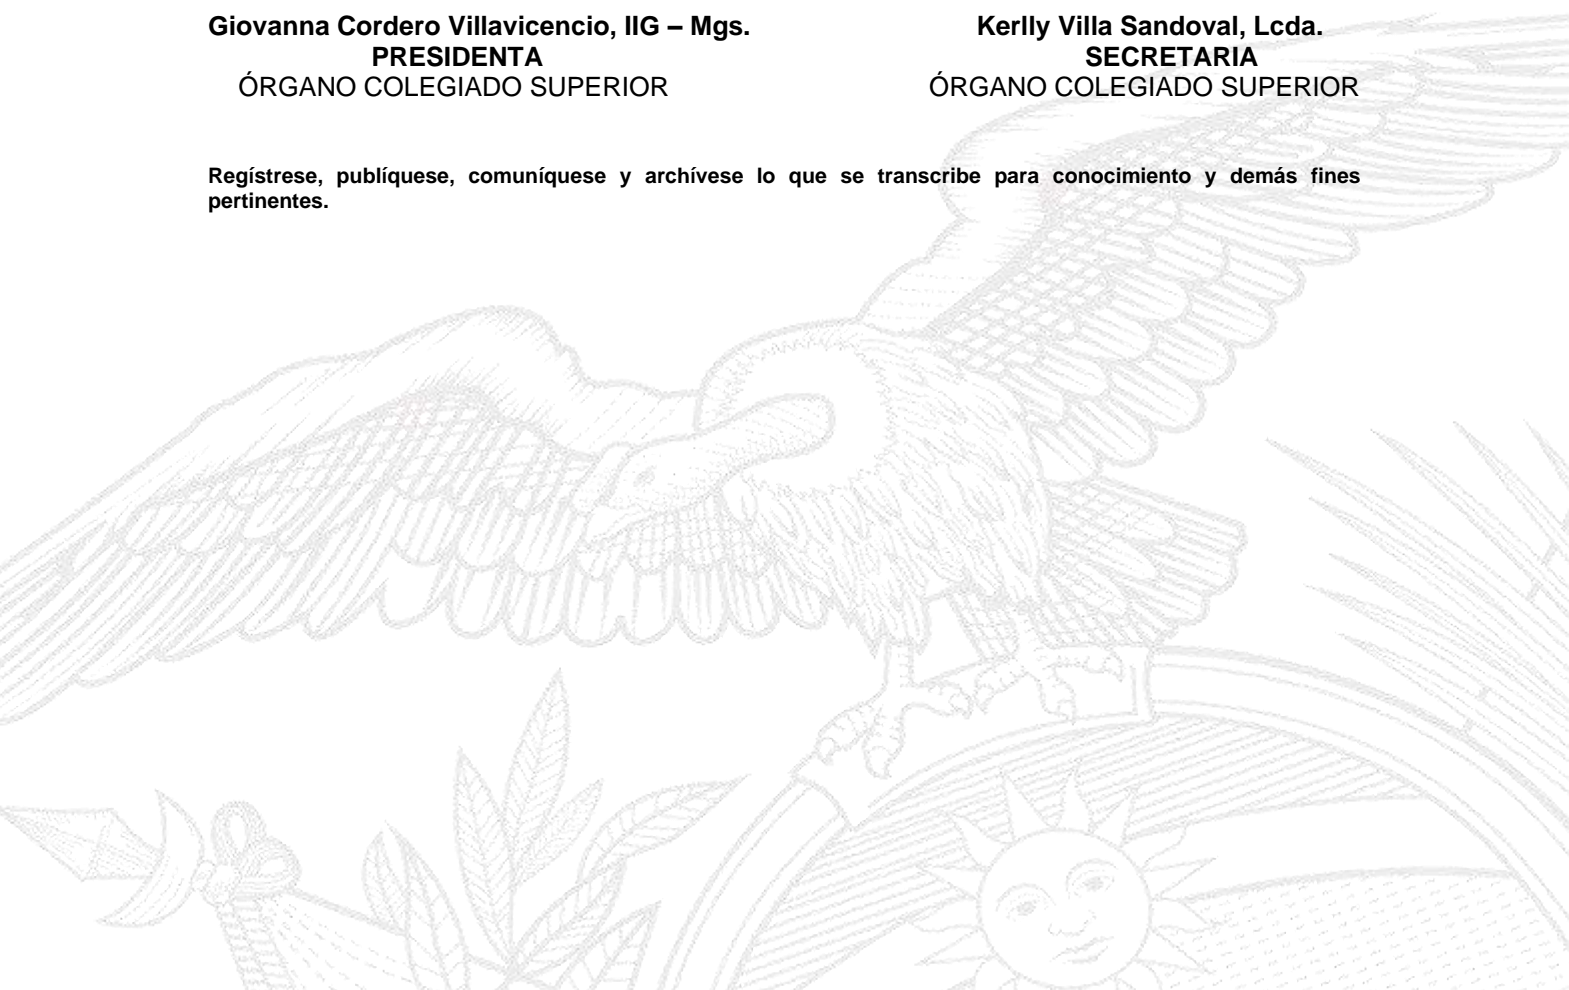 Giovanna Cordero Villavicencio, IIG – Mgs.
PRESIDENTA
ÓRGANO COLEGIADO SUPERIOR
Kerlly Villa Sandoval, Lcda.
SECRETARIA
ÓRGANO COLEGIADO SUPERIOR
Regístrese, publíquese, comuníquese y archívese lo que se transcribe para conocimiento y demás fines
pertinentes.